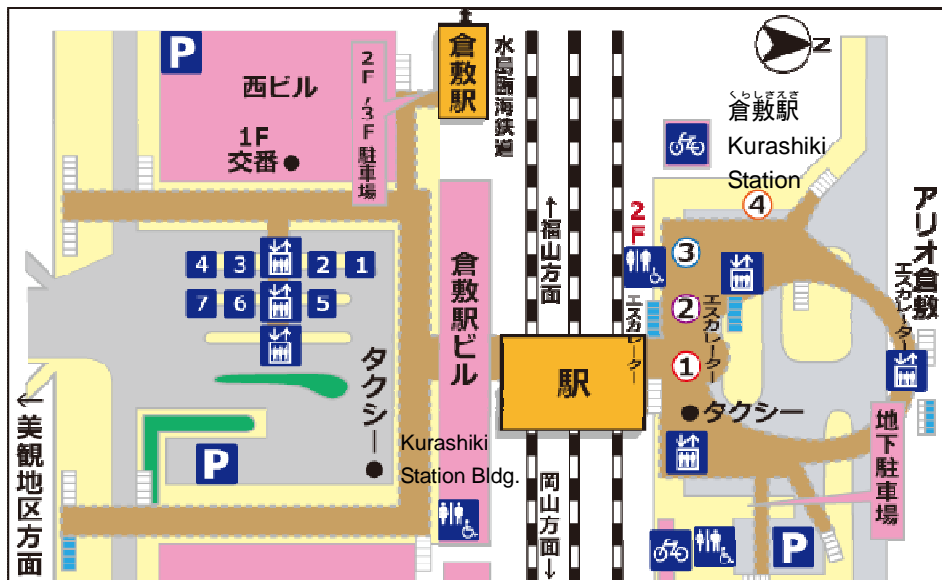 P
西ビル
1F
交番
2F,3F駐車場
倉敷駅
水島臨海鉄道
N
くらしきえき
倉敷駅
Kurashiki
Station
アリオ倉敷
エスカレーター
2F
4
3
2
1
エスカレーター
エスカレーター
←福山方面
倉敷駅ビル
4 3 2 1
7 6 5
タクシー
駅
タクシー
地下駐車場
←美観地区方面
P
Kurashiki
Station Bldg.
岡山方面→
P